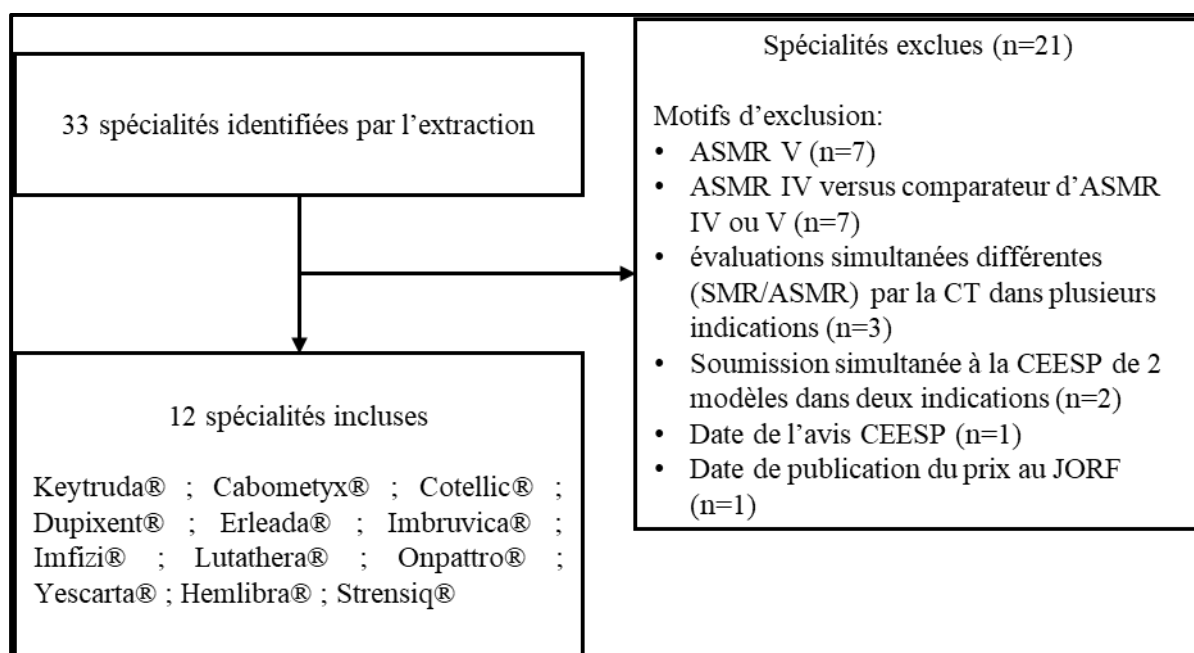 33 spécialités identifiées par l'extraction
Spécialités exclues (n=21)
Motifs d'exclusion:
• ASMR V (n=7)
• ASMR IV versus comparateur d'ASMR
IV ou V (n=7)
• évaluations simultanées différentes
(SMR/ASMR) par la CT dans plusieurs
indications (n=3)
• Soumission simultanée à la CEESP de 2
modèles dans deux indications (n=2)
• Date de l'avis CEESP (n=1)
• Date de publication du prix au JORF
(n=1)
12 spécialités incluses
Keytruda® ; Cabometyx® ; Cotellic® ;
Dupixent® ; Erleada® ; Imbruvica® ;
Imfizi® ; Lutathera® ; Onpattro® ;
Yescarta® ; Hemlibra® ; Strensiq®